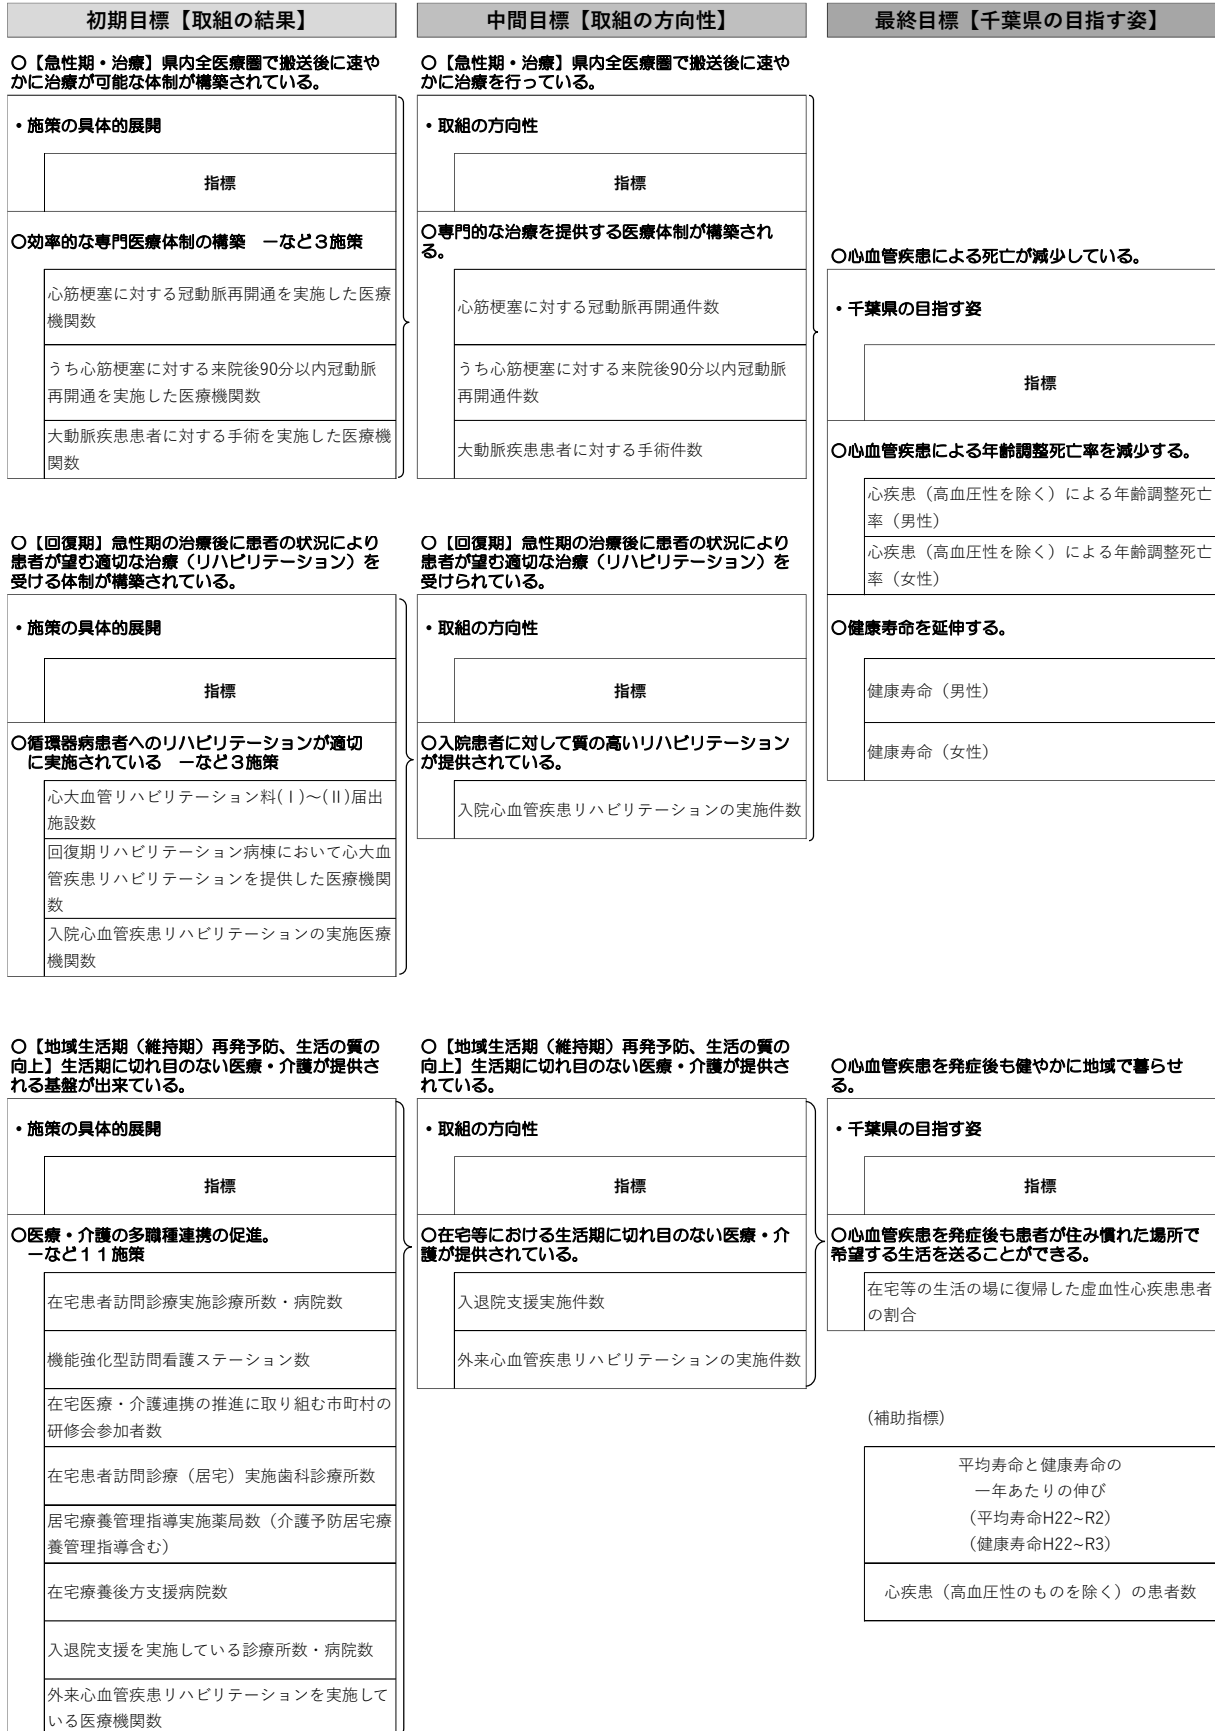 初期目標【取組の結果】
中間目標【取組の方向性】
最終目標【千葉県の目指す姿】
〇【急性期・治療】県内全医療圏で搬送後に速や
かに治療が可能な体制が構築されている。
・施策の具体的展開
指標
〇効率的な専門医療体制の構築　ーなど３施策
心筋梗塞に対する冠動脈再開通を実施した医療
機関数
うち心筋梗塞に対する来院後90分以内冠動脈
再開通を実施した医療機関数
大動脈疾患患者に対する手術を実施した医療機
関数
〇【急性期・治療】県内全医療圏で搬送後に速や
かに治療を行っている。
・取組の方向性
指標
〇専門的な治療を提供する医療体制が構築され
る。
心筋梗塞に対する冠動脈再開通件数
うち心筋梗塞に対する来院後90分以内冠動脈
再開通件数
大動脈疾患患者に対する手術件数
〇心血管疾患による死亡が減少している。
・千葉県の目指す姿
指標
〇心血管疾患による年齢調整死亡率を減少する。
心疾患（高血圧性を除く）による年齢調整死亡
率（男性）
心疾患（高血圧性を除く）による年齢調整死亡
率（女性）
〇健康寿命を延伸する。
健康寿命（男性）
健康寿命（女性）
〇【回復期】急性期の治療後に患者の状況により
患者が望む適切な治療（リハビリテーション）を
受ける体制が構築されている。
・施策の具体的展開
指標
〇循環器病患者へのリハビリテーションが適切
に実施されている　ーなど３施策
心大血管リハビリテーション料(Ⅰ)～(Ⅱ)届出
施設数
回復期リハビリテーション病棟において心大血
管疾患リハビリテーションを提供した医療機関
数
入院心血管疾患リハビリテーションの実施医療
機関数
〇【回復期】急性期の治療後に患者の状況により
患者が望む適切な治療（リハビリテーション）を
受けられている。
・取組の方向性
指標
〇入院患者に対して質の高いリハビリテーション
が提供されている。
入院心血管疾患リハビリテーションの実施件数
〇【地域生活期（維持期）再発予防、生活の質の
向上】生活期に切れ目のない医療・介護が提供さ
れる基盤が出来ている。
・施策の具体的展開
指標
〇医療・介護の多職種連携の促進。
ーなど１１施策
在宅患者訪問診療実施診療所数・病院数
機能強化型訪問看護ステーション数
在宅医療・介護連携の推進に取り組む市町村の
研修会参加者数
在宅患者訪問診療（居宅）実施歯科診療所数
居宅療養管理指導実施薬局数（介護予防居宅療
養管理指導含む）
在宅療養後方支援病院数
入退院支援を実施している診療所数・病院数
外来心血管疾患リハビリテーションを実施して
いる医療機関数
〇【地域生活期（維持期）再発予防、生活の質の
向上】生活期に切れ目のない医療・介護が提供さ
れている。
・取組の方向性
指標
〇在宅等における生活期に切れ目のない医療・介
護が提供されている。
入退院支援実施件数
外来心血管疾患リハビリテーションの実施件数
〇心血管疾患を発症後も健やかに地域で暮らせ
る。
・千葉県の目指す姿
指標
〇心血管疾患を発症後も患者が住み慣れた場所で
希望する生活を送ることができる。
在宅等の生活の場に復帰した虚血性心疾患患者
の割合
(補助指標)
平均寿命と健康寿命の
一年あたりの伸び
（平均寿命H22~R2）
（健康寿命H22~R3）
心疾患（高血圧性のものを除く）の患者数